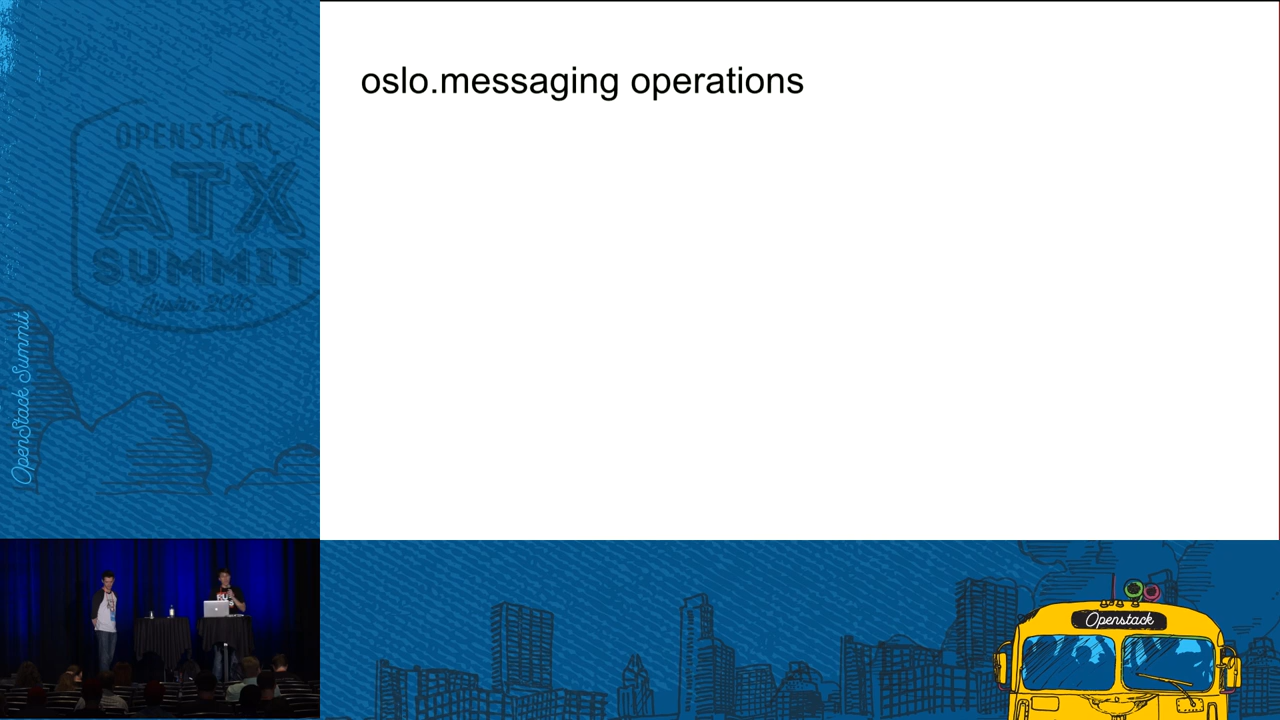 oslo.messaging operations
OPENSTACK
ATX
SUMMIT
Austin 2016
OpenStack Summit
Openstack